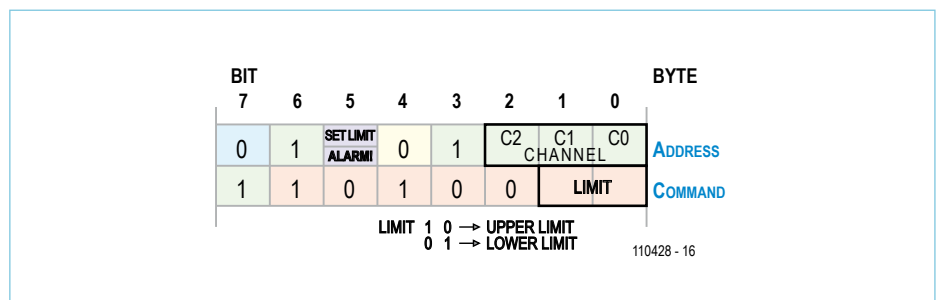 BIT BYTE
7 6 5 4 3 2 1 0
0 1 SET LIMIT 0 1 C2 C1 C0 ADDRESS
ALARM! CHANNEL
1 1 0 1 0 0 LIMIT COMMAND
LIMIT 1 0 → UPPER LIMIT
0 1 → LOWER LIMIT
110428 - 16